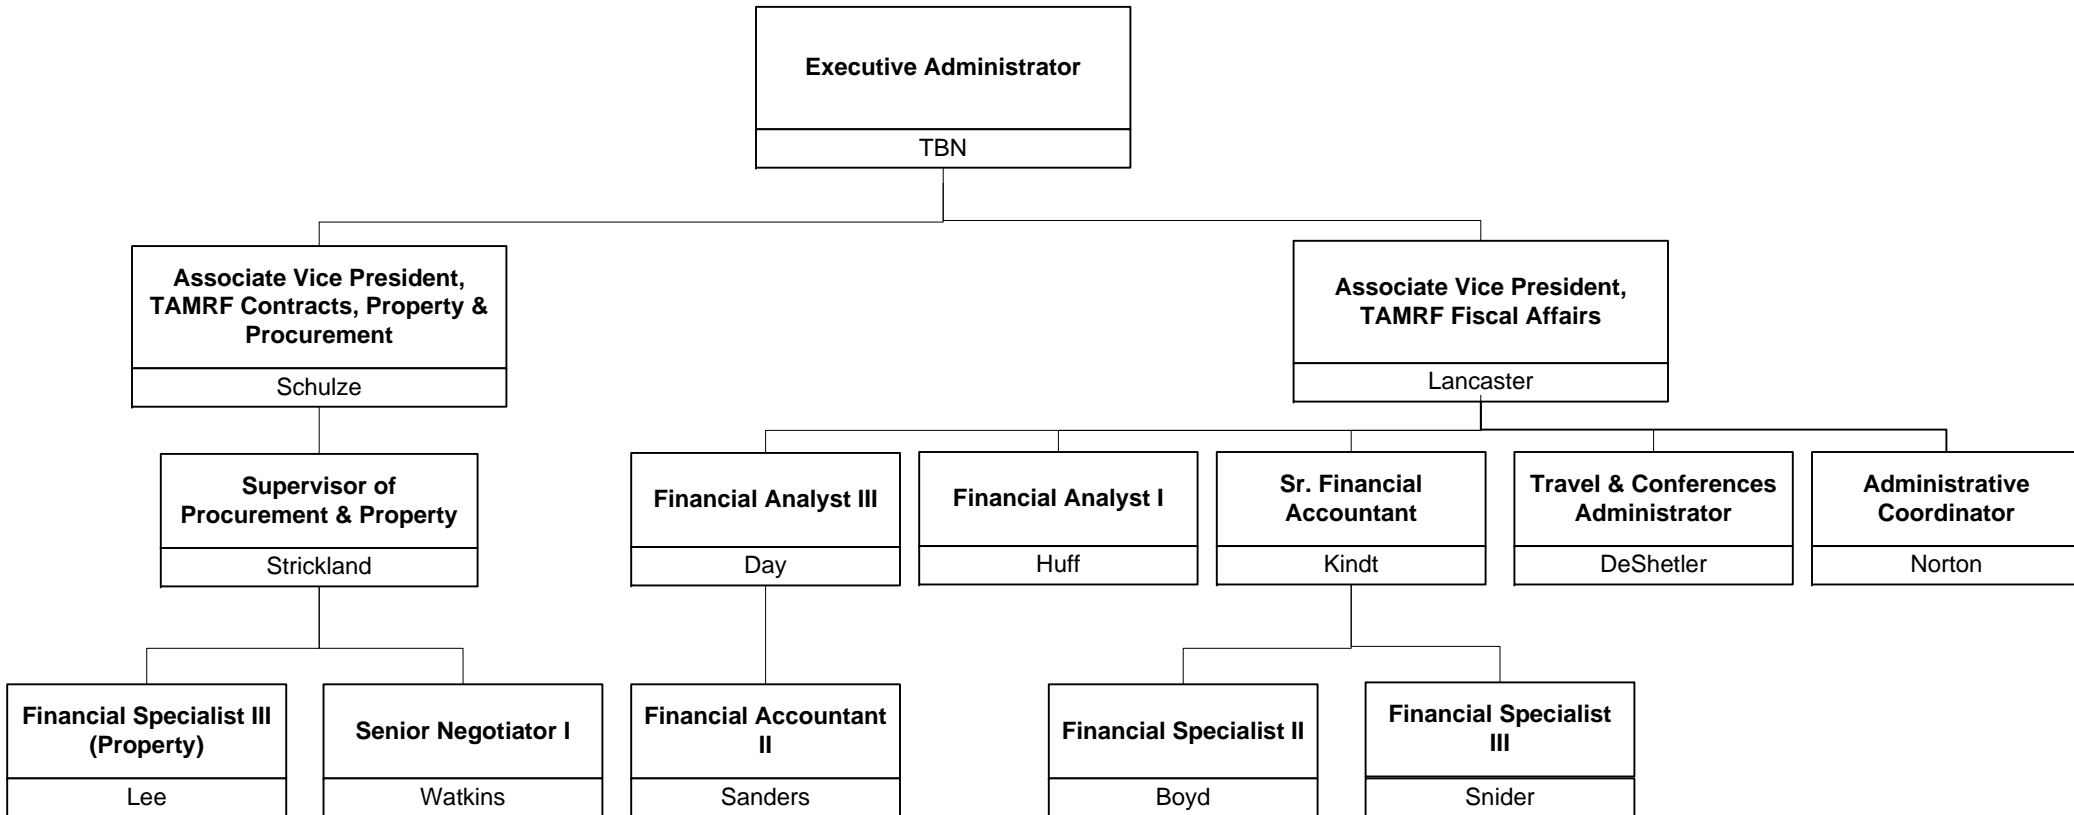 Executive Administrator
TBN
Associate Vice President,
TAMRF Contracts, Property &
Procurement
Schulze
Associate Vice President,
TAMRF Fiscal Affairs
Lancaster
Supervisor of
Procurement & Property
Strickland
Financial Analyst III
Day
Financial Analyst I
Huff
Sr. Financial
Accountant
Kindt
Travel & Conferences
Administrator
DeShetler
Administrative
Coordinator
Norton
Financial Specialist III
(Property)
Lee
Senior Negotiator I
Watkins
Financial Accountant
II
Sanders
Financial Specialist II
Boyd
Financial Specialist
III
Snider